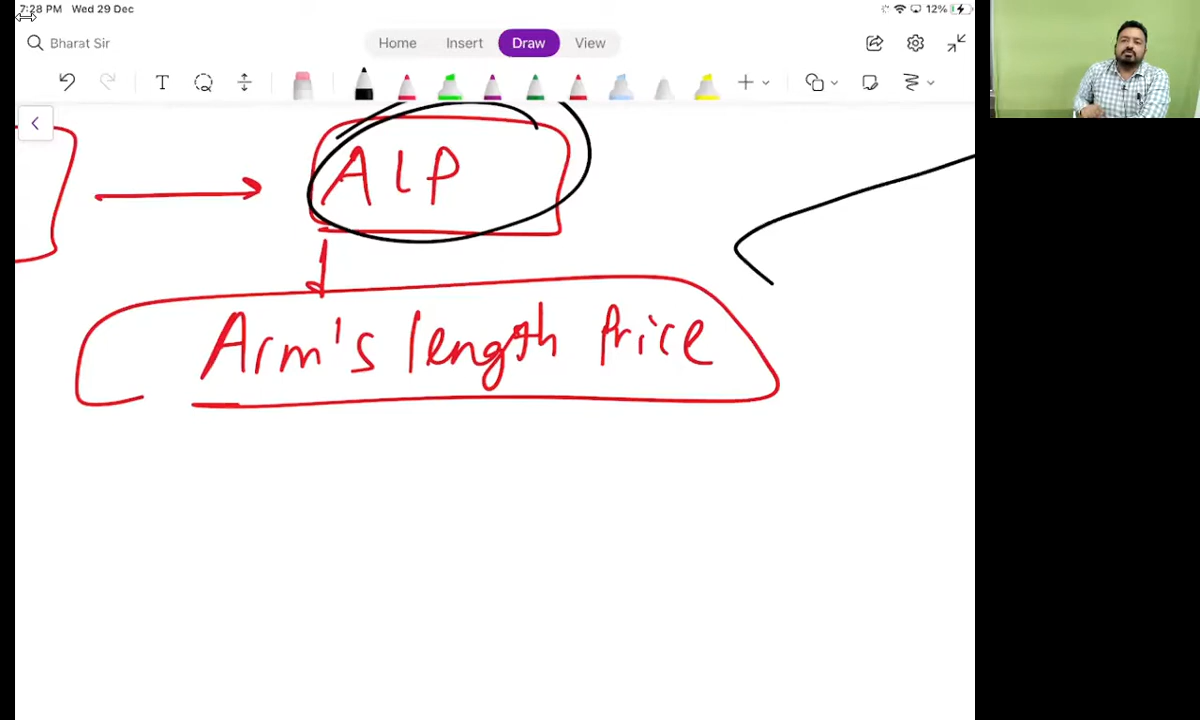 7:28 PM Wed 29 Dec
12%
Bharat Sir
Home Insert Draw View
T
ALP
Arm's length Price